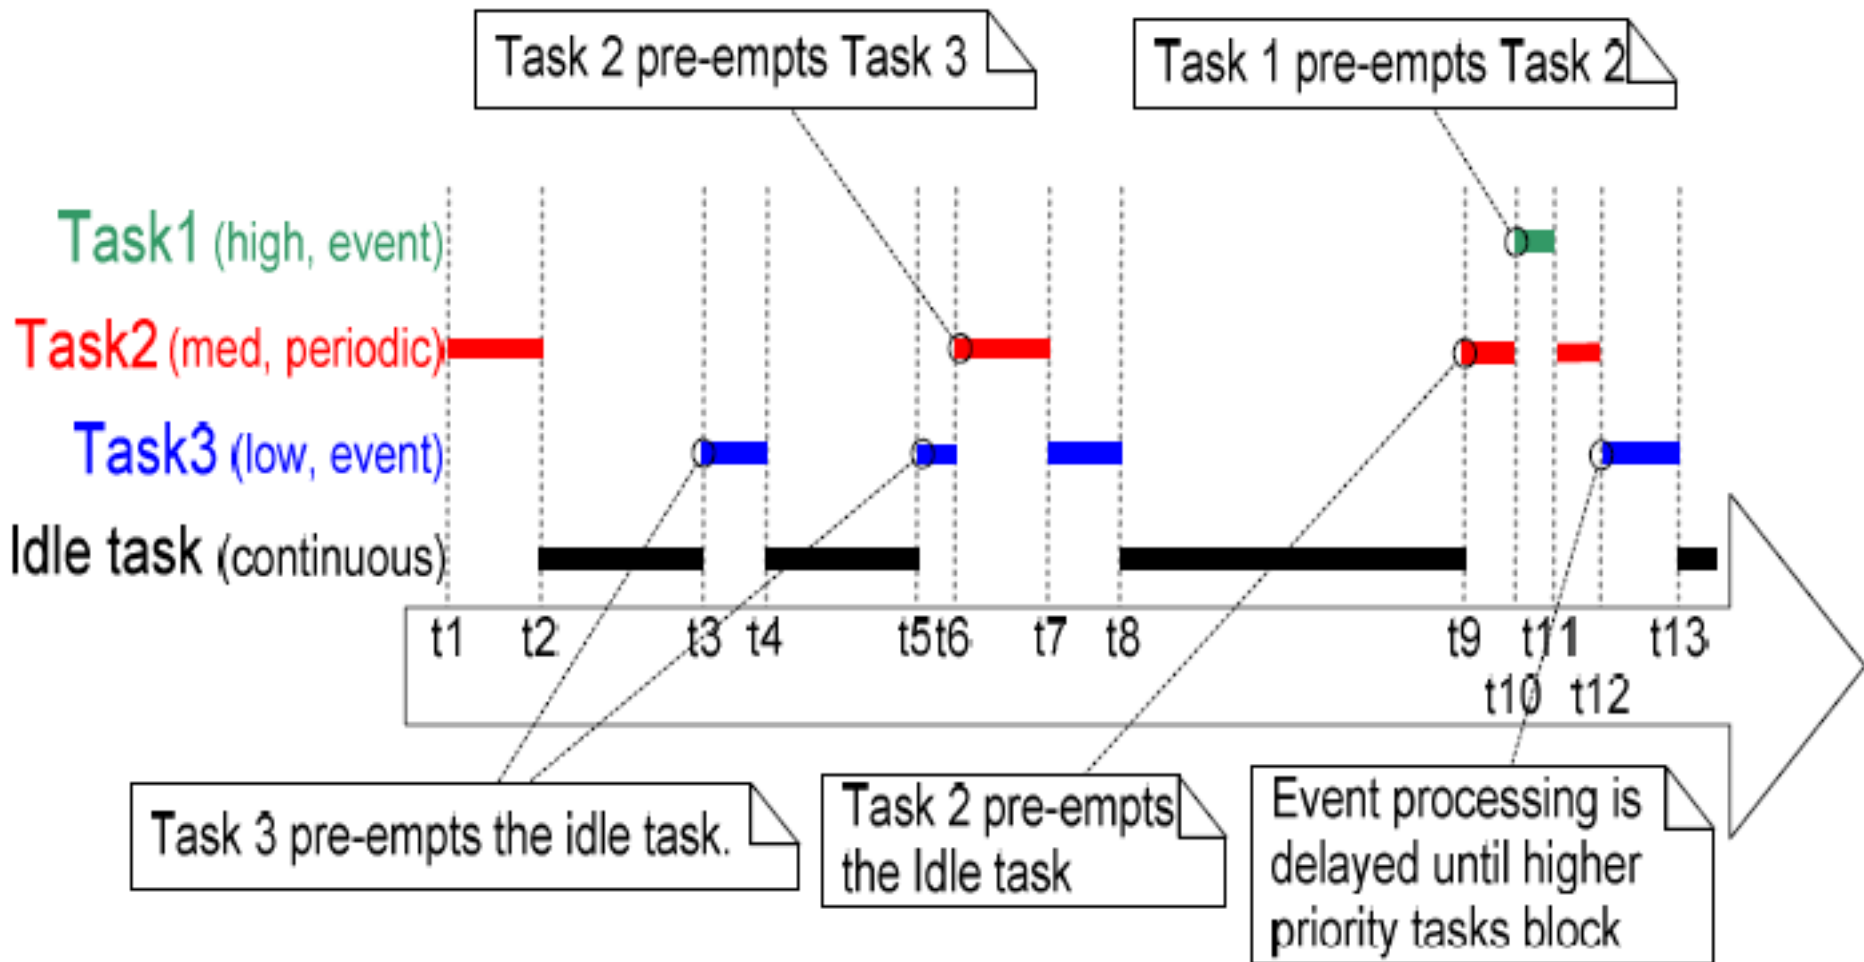 Task 2 pre-empts Task 3
Task 1 pre-empts Task 2
Task1 (high, event)
Task2 (med, periodic)
Task3 (low, event)
Idle task (continuous)
t1 t2 t3 t4 t5 t6 t7 t8 t9 t11 t13
t10 t12
Task 3 pre-empts the idle task.
Task 2 pre-empts
the Idle task
Event processing is
delayed until higher
priority tasks block